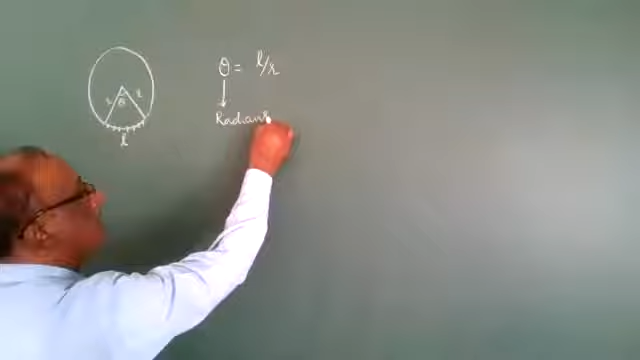 θ = l/r
Radians
r θ r
l